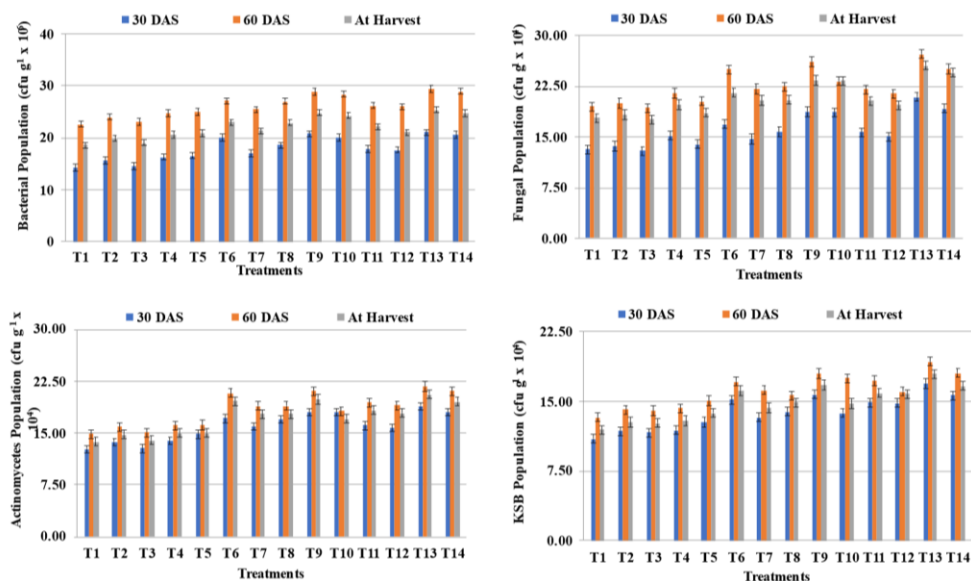 30 DAS 60 DAS At Harvest
Bacterial Population (cfu g¹ x 10⁶)
40
30
20
10
0
T1 T2 T3 T4 T5 T6 T7 T8 T9 T10 T11 T12 T13 T14
Treatments
30 DAS 60 DAS At Harvest
Fungal Population (cfu g¹ x
30.00
22.50
15.00
7.50
0.00
T1 T2 T3 T4 T5 T6 T7 T8 T9 T10 T11 T12 T13 T14
Treatments
30 DAS 60 DAS At Harvest
Actinomycetes Population (cfu g⁻¹ x
10⁴)
30.00
22.50
15.00
7.50
0.00
T1 T2 T3 T4 T5 T6 T7 T8 T9 T10 T11 T12 T13 T14
Treatments
30 DAS 60 DAS At Harvest
KSB Population (cfu g¹ x 10⁴)
22.50
15.00
7.50
0.00
T1 T2 T3 T4 T5 T6 T7 T8 T9 T10 T11 T12 T13 T14
Treatments